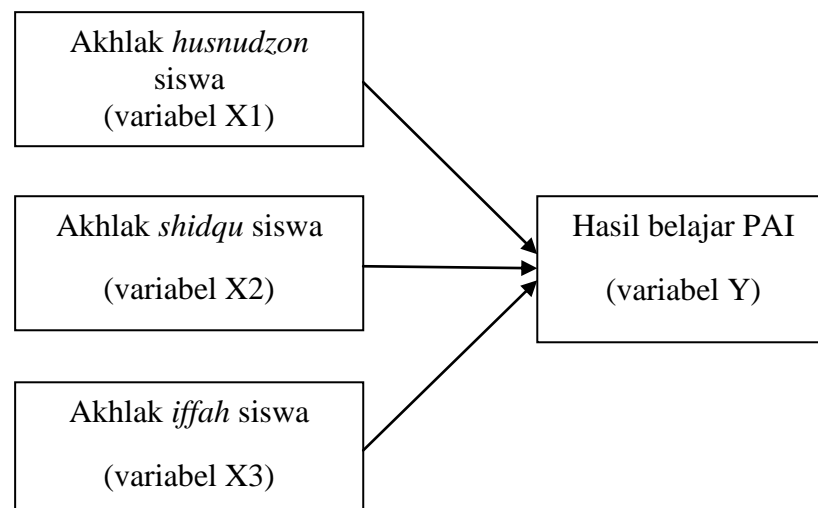 Akhlak husnudzon
siswa
(variabel X1)
Akhlak shidqu siswa
(variabel X2)
Akhlak iffah siswa
(variabel X3)
Hasil belajar PAI
(variabel Y)